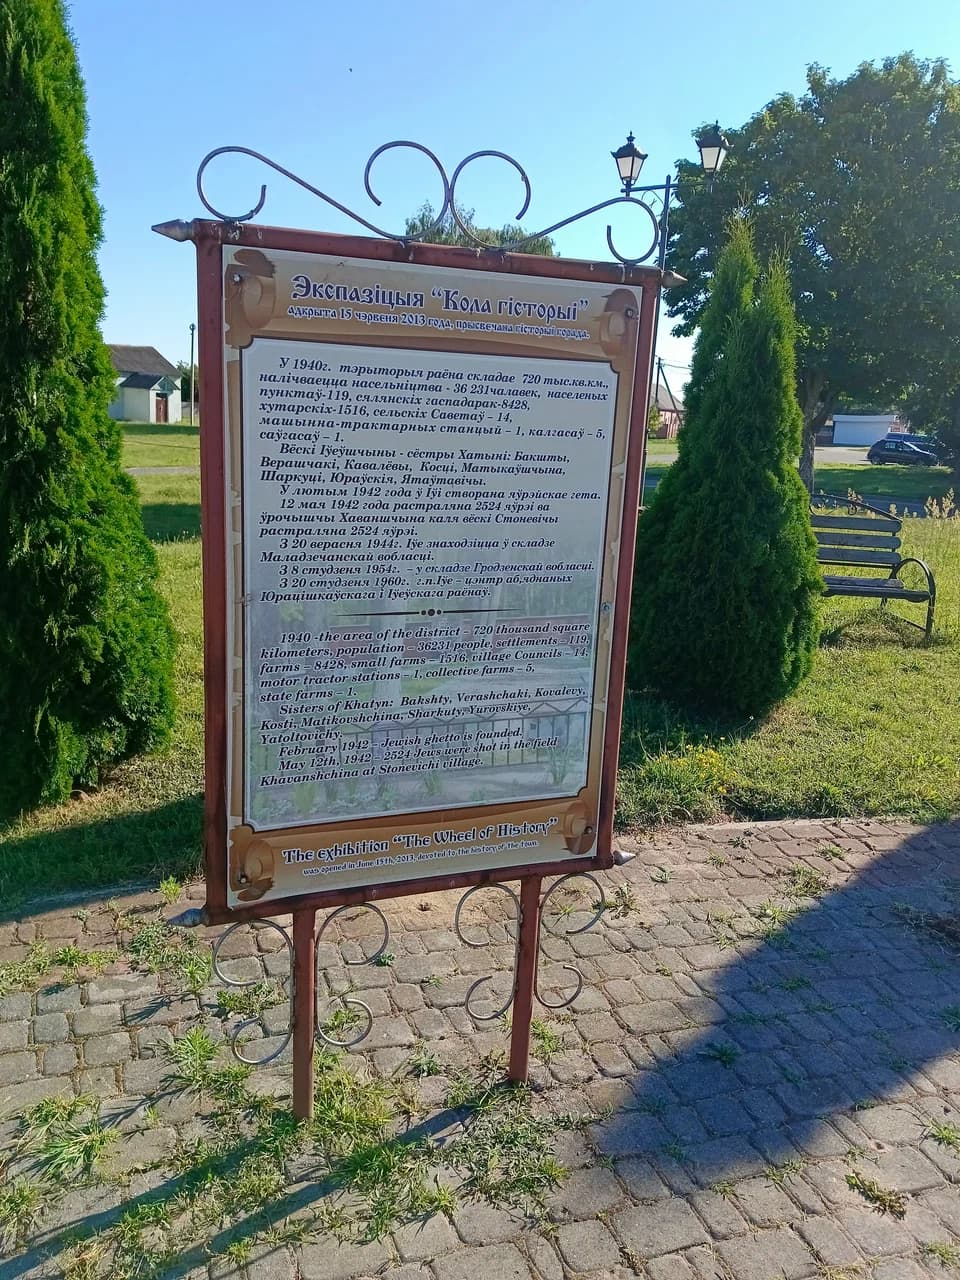 Экспазіцыя “Кола гісторыі”
адкрыта 15 чэрвеня 2013 года, прысвечана гісторыі горада.
У 1940г. тэрыторыя раёна складае 720 тыс.кв.км.,
налічваецца насельніцтва - 36 231чалавек, населеных
пунктаў-119, сялянскіх гаспадарак-8428,
хутарскіх-1516, сельскіх Саветаў – 14,
машынна-трактарных станцый – 1, калгасаў – 5,
саўгасаў – 1.
Вёскі Іўеўшчыны - сёстры Хатыні: Бакшты,
Верашчакі, Кавалёвы, Косці, Матыкаўшчына,
Шаркуці, Юраўскія, Ятаўтавічы.
У лютым 1942 года ў Іўі створана яўрэйскае гета.
12 мая 1942 года растраляна 2524 яўрэі ва
ўрочышчы Хаваншчына каля вёскі Стоневічы
растраляна 2524 яўрэі.
З 20 верасня 1944г. Іўе знаходзіцца ў складзе
Маладзечанскай вобласці.
З 8 студзеня 1954г. – у складзе Гродзенскай вобласці.
З 20 студзеня 1960г. г.п.Іўе – цэнтр аб,яднаных
Юрацішкаўскага і Іўеўскага раёнаў.
1940 -the area of the district – 720 thousand square
kilometers, population – 36231 people, settlements – 119,
farms – 8428, small farms – 1516, village Councils – 14,
motor tractor stations – 1, collective farms – 5,
state farms – 1.
Sisters of Khatyn: Bakshty, Verashchaki, Kovalevy,
Kosti, Matikovshchina, Sharkuty, Yurovskiye,
Yatoltovichy.
February 1942 – Jewish ghetto is founded.
May 12th, 1942 – 2524 Jews were shot in the field
Khavanshchina at Stonevichi village.
The exhibition “The Wheel of History”
was opened in June 15th, 2013, devoted to the history of the town.